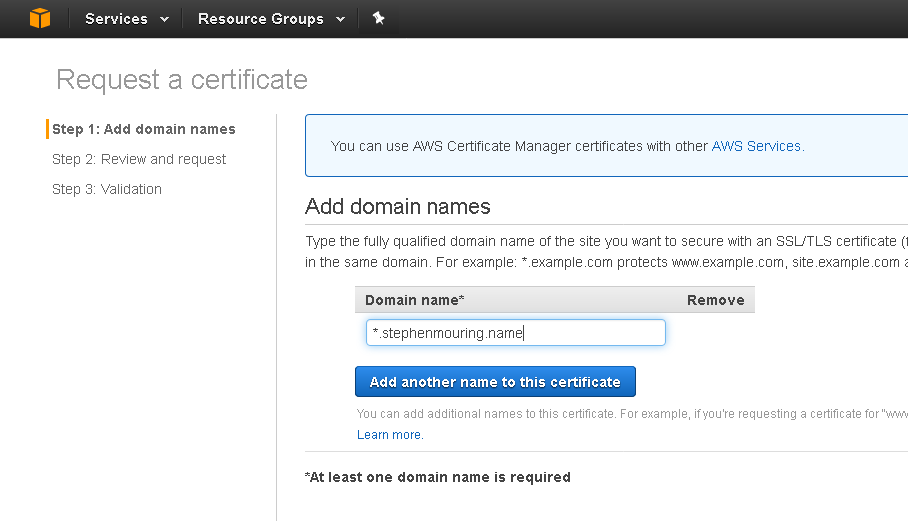 Services Resource Groups
Request a certificate
Step 1: Add domain names
Step 2: Review and request
Step 3: Validation
You can use AWS Certificate Manager certificates with other AWS Services.
Add domain names
Type the fully qualified domain name of the site you want to secure with an SSL/TLS certificate (
in the same domain. For example: *.example.com protects www.example.com, site.example.com
Domain name* Remove
*.stephenmouring.name
Add another name to this certificate
You can add additional names to this certificate. For example, if you're requesting a certificate for "www
Learn more.
*At least one domain name is required